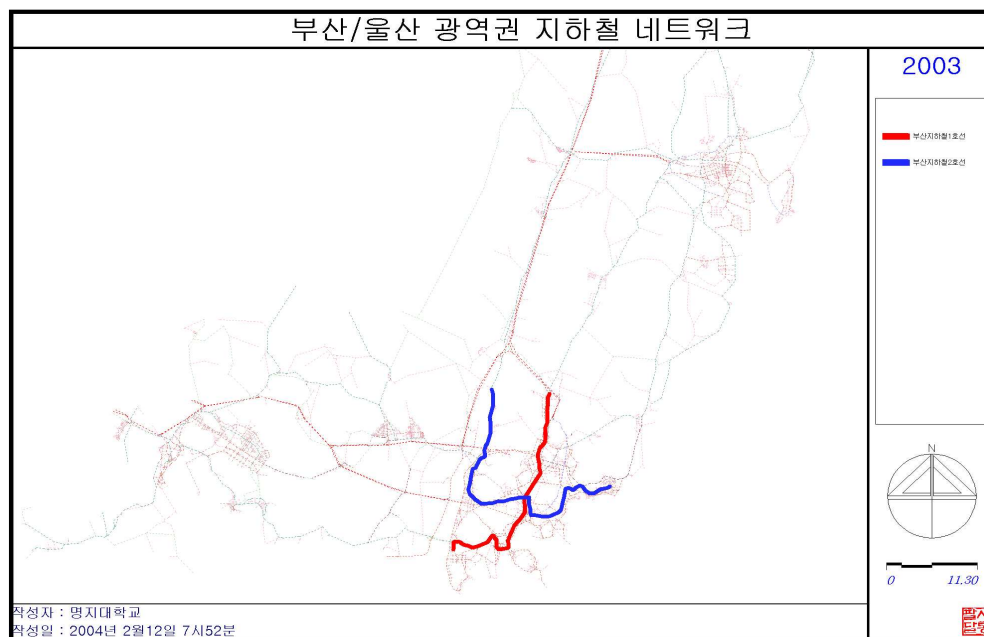 부산/울산 광역권 지하철 네트워크
2003
부산지하철1호선
부산지하철2호선
N
0 11.30
작성자 : 명지대학교
작성일 : 2004년 2월12일 7시52분